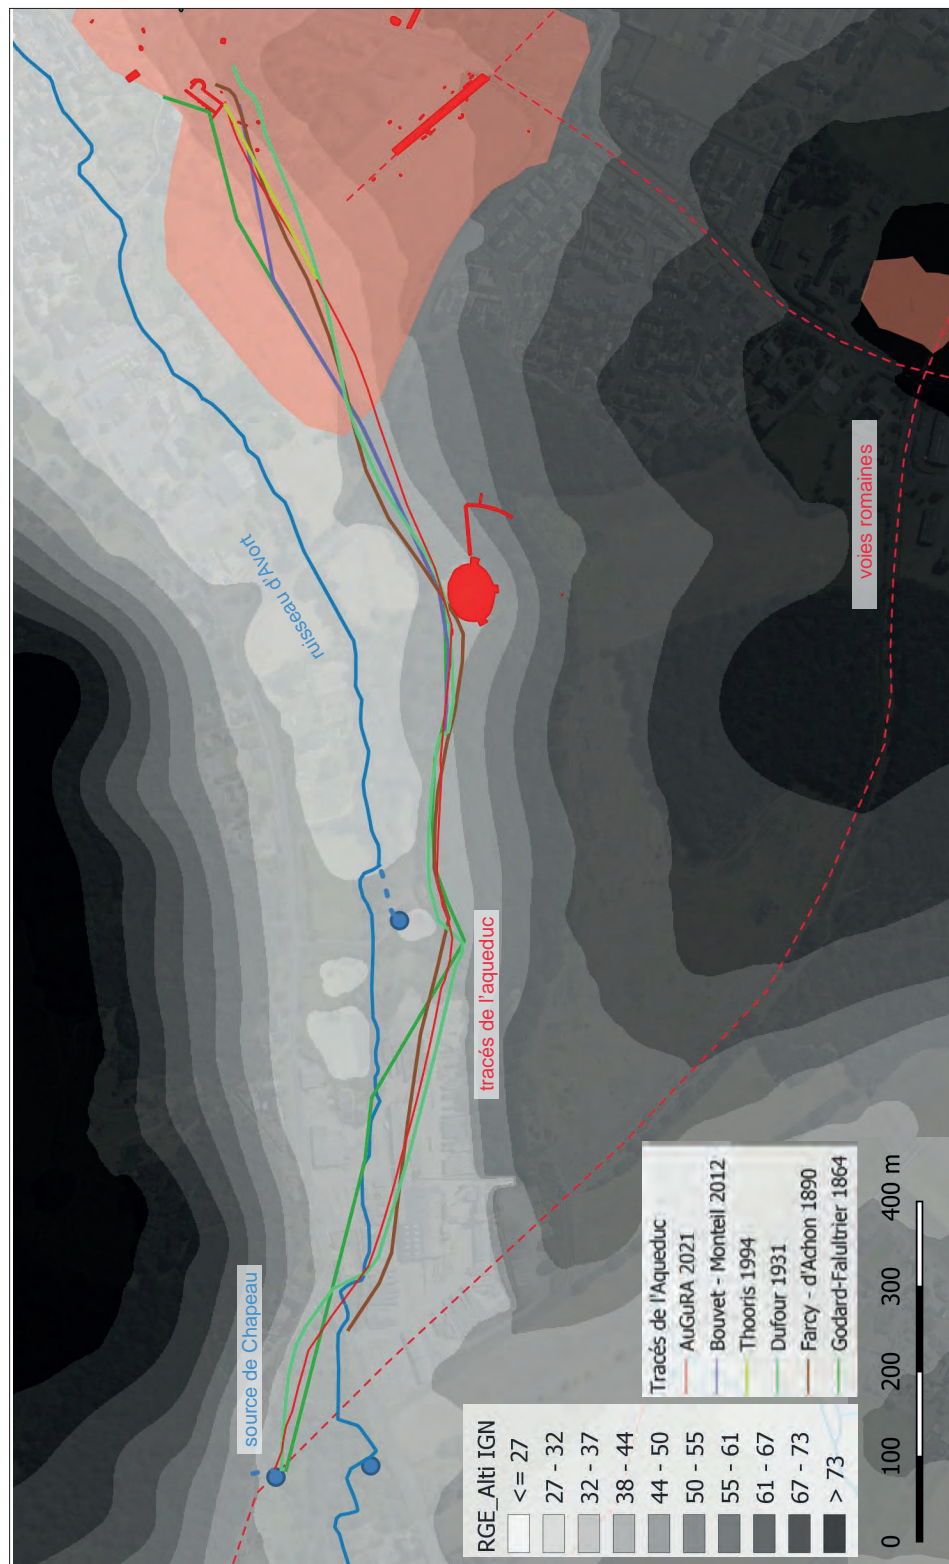 ruisseau d'Avort
voies romaines
tracés de l'aqueduc
source de Chapeau
RGE_Alti IGN
<= 27
27 - 32
32 - 37
38 - 44
44 - 50
50 - 55
55 - 61
61 - 67
67 - 73
> 73
Tracés de l'Aqueduc
AuGuRA 2021
Bouvet - Monteil 2012
Thooris 1994
Dufour 1931
Farcy - d'Achon 1890
Godard-Falultrier 1864
0 100 200 300 400 m